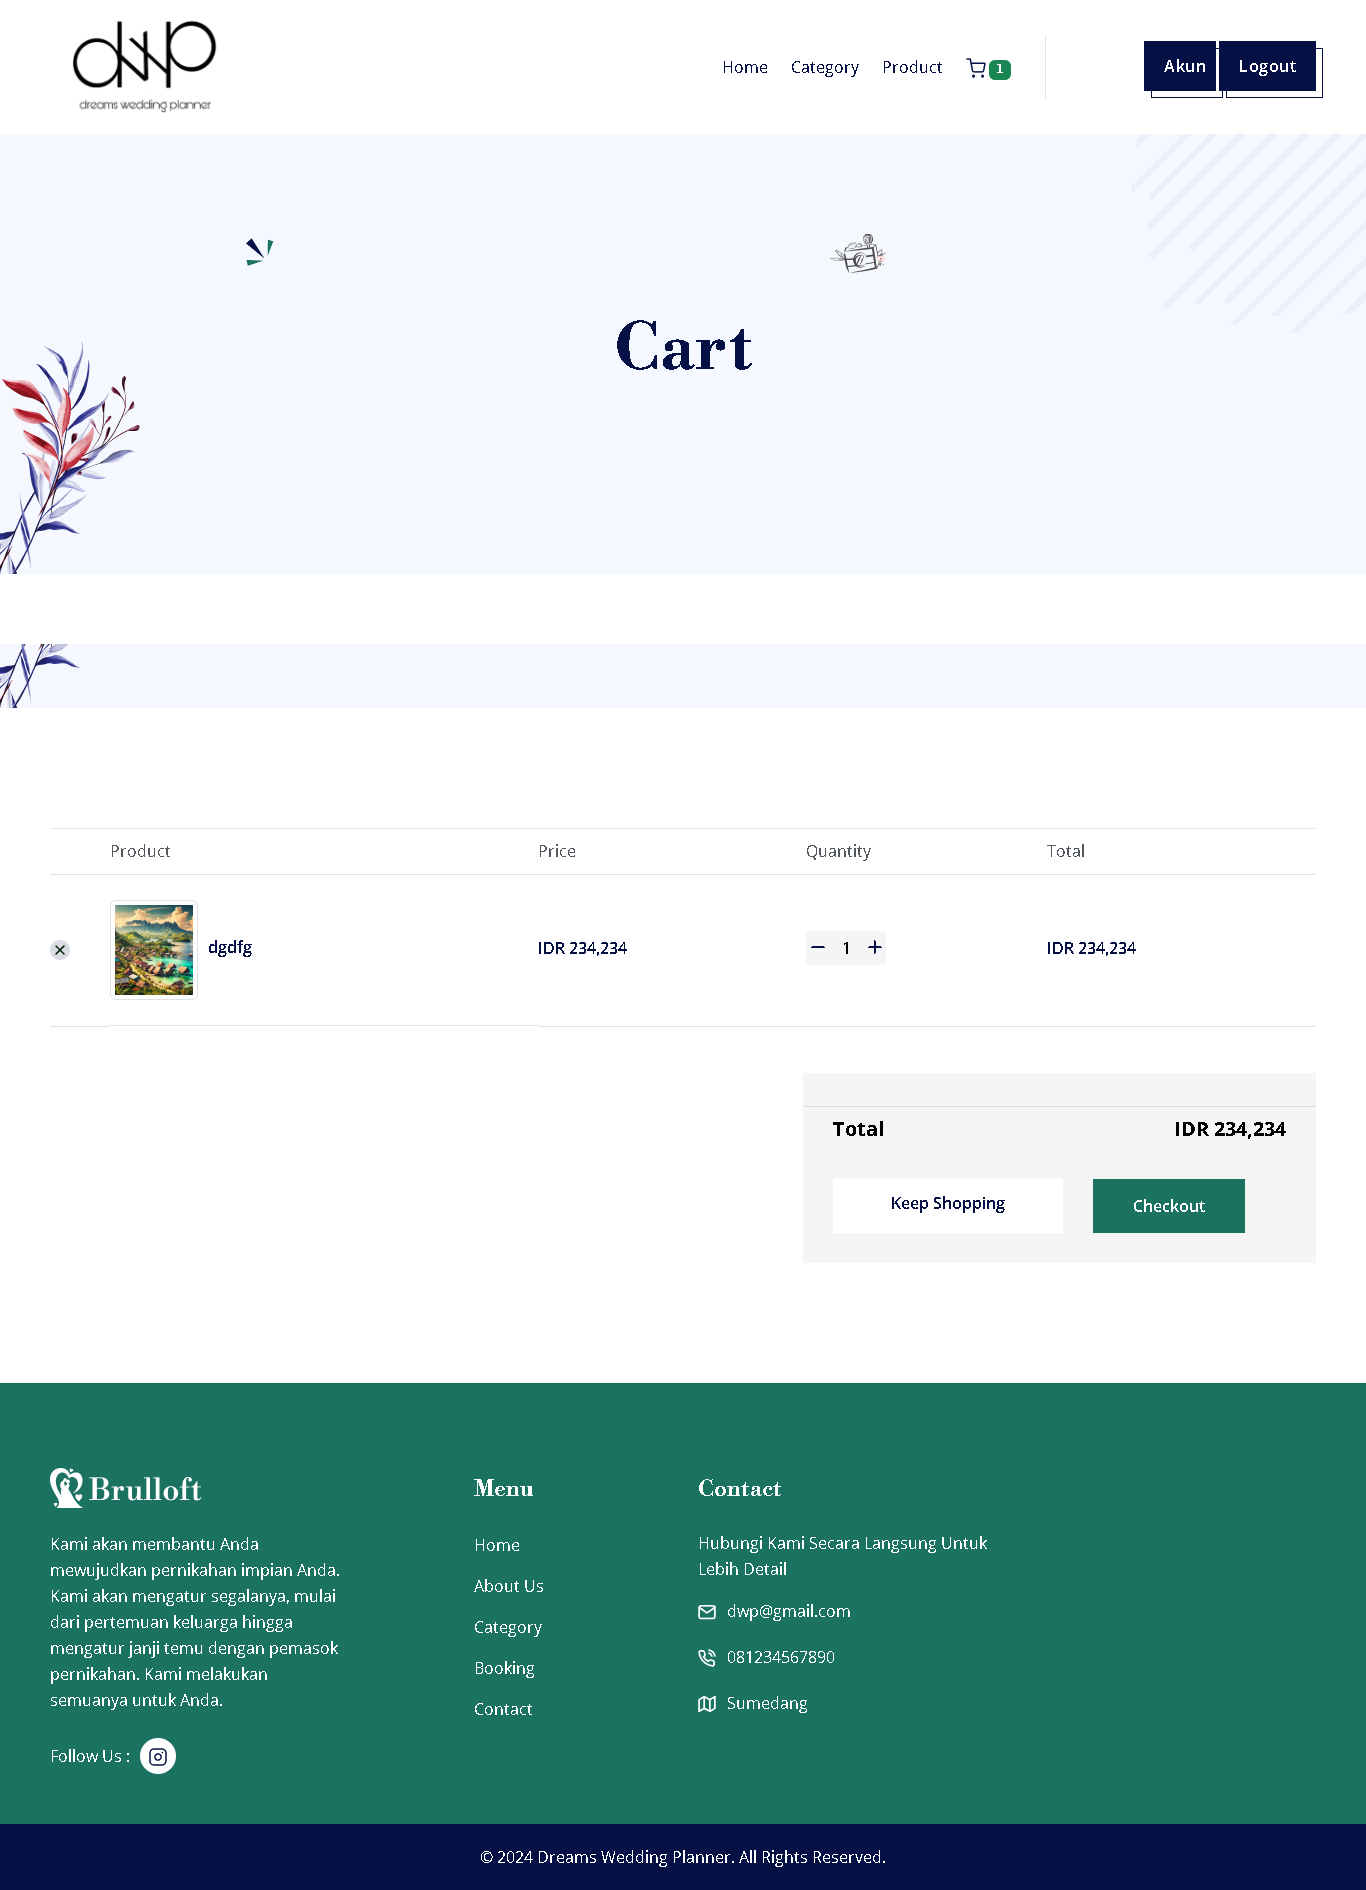 dwp
dreams wedding planner
Home Category Product 1 Akun Logout
Cart
Product Price Quantity Total
dgdfg IDR 234,234 1 IDR 234,234
Total IDR 234,234
Keep Shopping Checkout
Brulloft
Kami akan membantu Anda
mewujudkan pernikahan impian Anda.
Kami akan mengatur segalanya, mulai
dari pertemuan keluarga hingga
mengatur janji temu dengan pemasok
pernikahan. Kami melakukan
semuanya untuk Anda.
Follow Us :
Menu
Home
About Us
Category
Booking
Contact
Contact
Hubungi Kami Secara Langsung Untuk
Lebih Detail
dwp@gmail.com
081234567890
Sumedang
© 2024 Dreams Wedding Planner. All Rights Reserved.